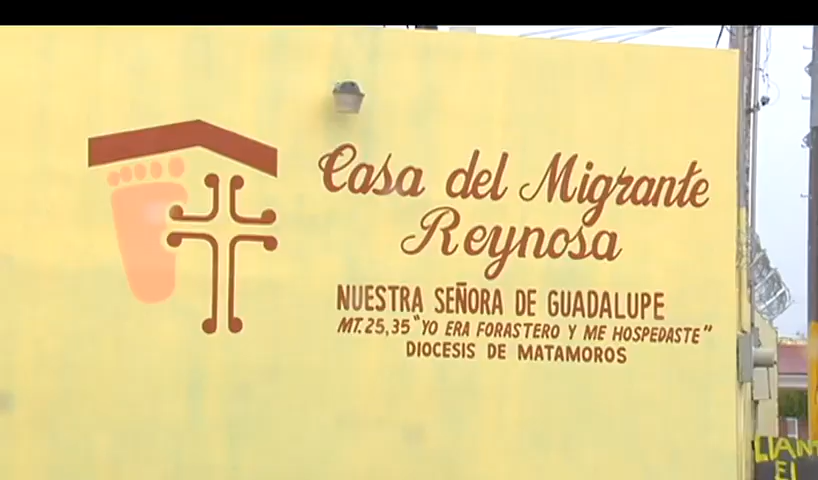 Casa del Migrante
Reynosa
NUESTRA SEÑORA DE GUADALUPE
MT. 25,35 "YO ERA FORASTERO Y ME HOSPEDASTE"
DIOCESIS DE MATAMOROS